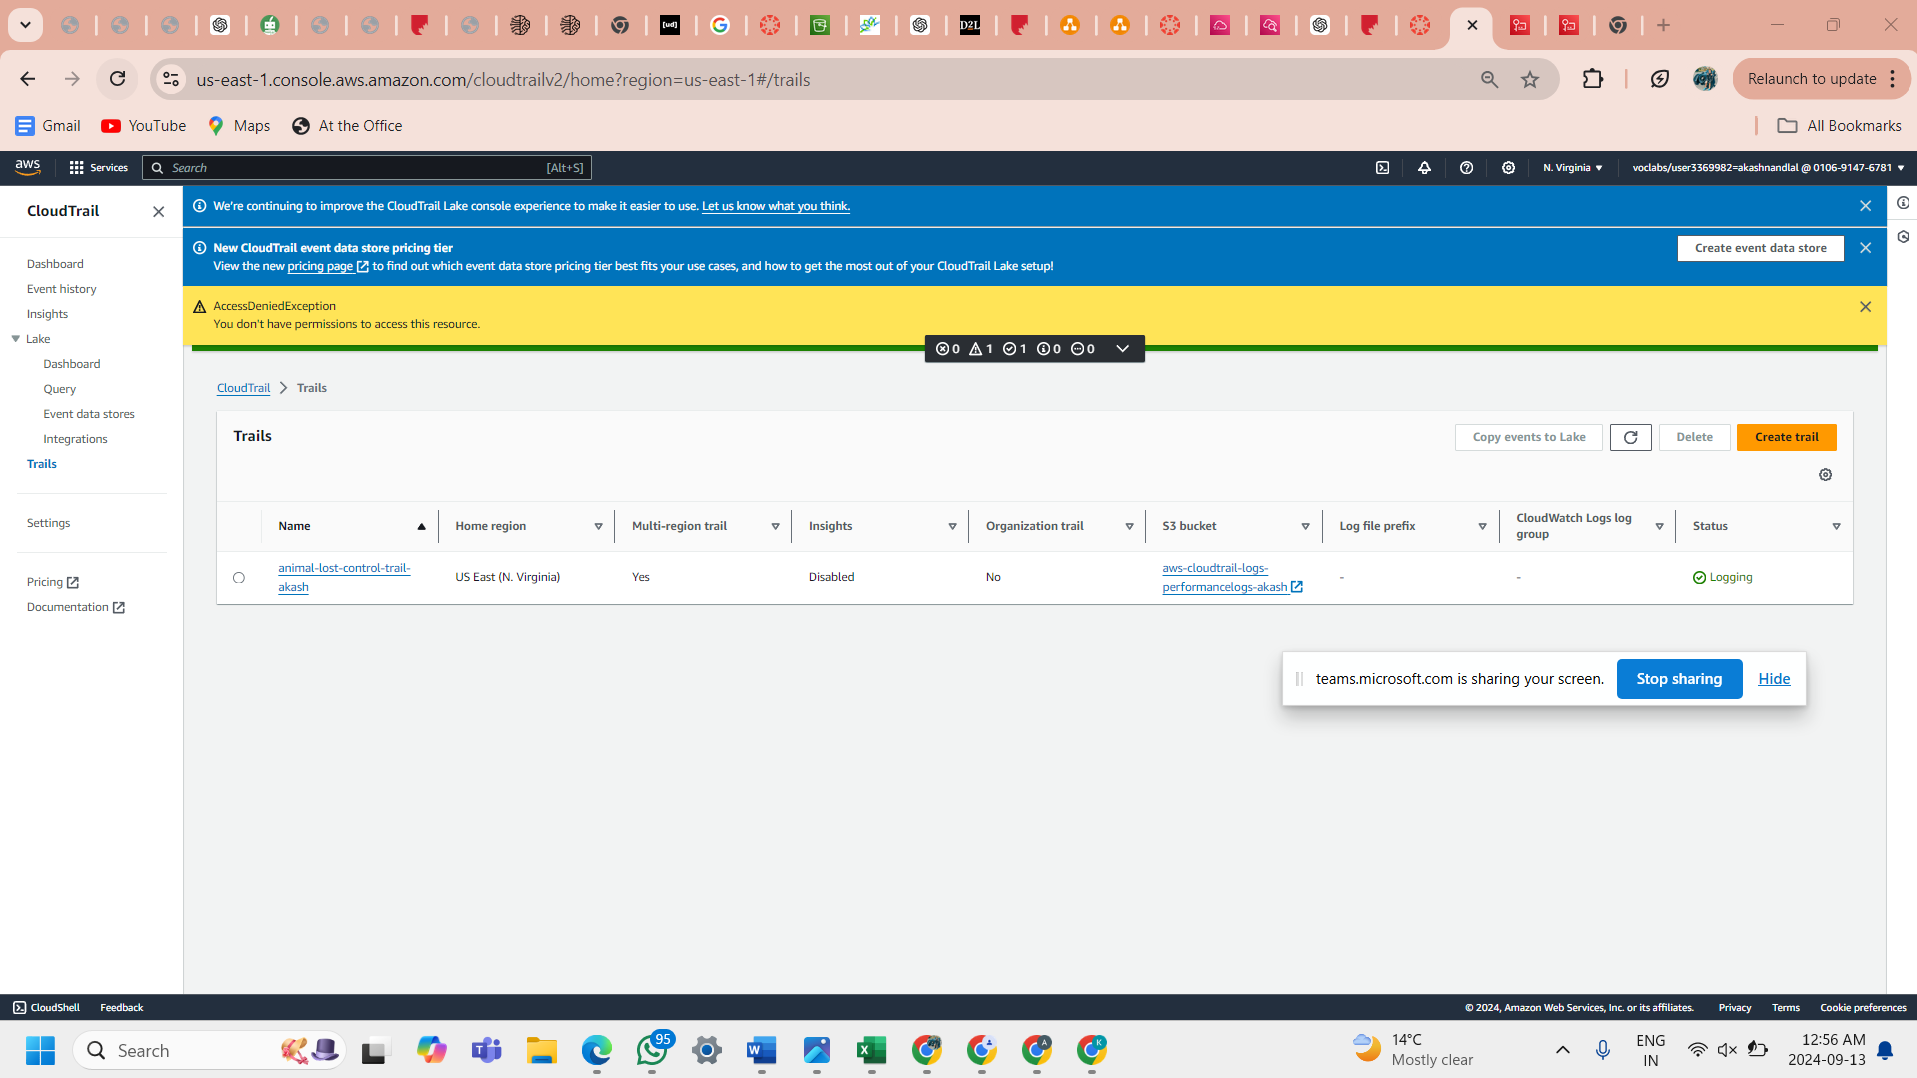 us-east-1.console.aws.amazon.com/cloudtrailv2/home?region=us-east-1#/trails
Relaunch to update
Gmail YouTube Maps At the Office All Bookmarks
aws Services Search [Alt+S] N. Virginia voclabs/user3369982=akashnandlal @ 0106-9147-6781
CloudTrail
Dashboard
Event history
Insights
Lake
Dashboard
Query
Event data stores
Integrations
Trails
Settings
Pricing
Documentation
We're continuing to improve the CloudTrail Lake console experience to make it easier to use. Let us know what you think.
New CloudTrail event data store pricing tier
View the new pricing page to find out which event data store pricing tier best fits your use cases, and how to get the most out of your CloudTrail Lake setup!
Create event data store
AccessDeniedException
You don't have permissions to access this resource.
0 1 1 0 0
CloudTrail Trails
Trails
Copy events to Lake Delete Create trail
Name Home region Multi-region trail Insights Organization trail S3 bucket Log file prefix CloudWatch Logs log group Status
animal-lost-control-trail-akash US East (N. Virginia) Yes Disabled No aws-cloudtrail-logs-performancelogs-akash - - Logging
teams.microsoft.com is sharing your screen. Stop sharing Hide
CloudShell Feedback © 2024, Amazon Web Services, Inc. or its affiliates. Privacy Terms Cookie preferences
Search
95
14°C
Mostly clear
ENG
IN
12:56 AM
2024-09-13